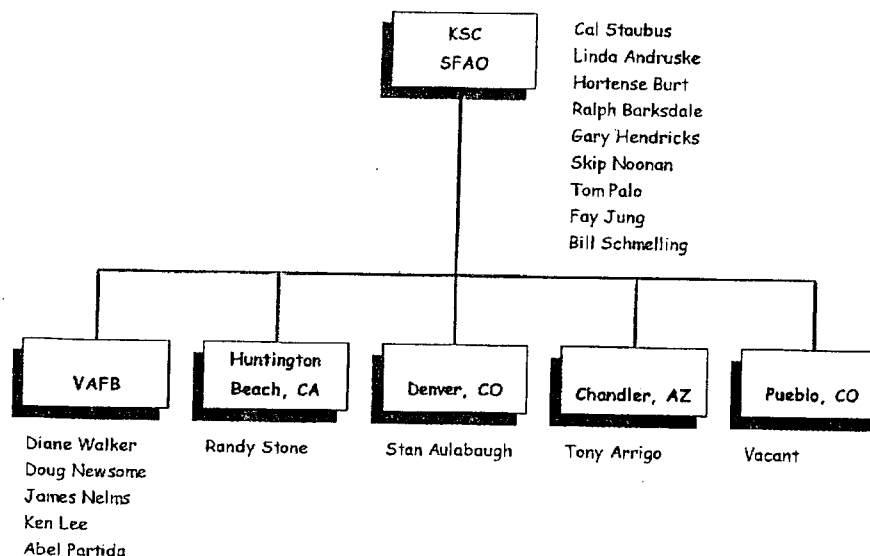 KSC
SFAO
Cal Staubus
Linda Andruske
Hortense Burt
Ralph Barksdale
Gary Hendricks
Skip Noonan
Tom Palo
Fay Jung
Bill Schmelling
VAFB
Diane Walker
Doug Newsome
James Nelms
Ken Lee
Abel Partida
Huntington
Beach, CA
Randy Stone
Denver, CO
Stan Aulabaugh
Chandler, AZ
Tony Arrigo
Pueblo, CO
Vacant